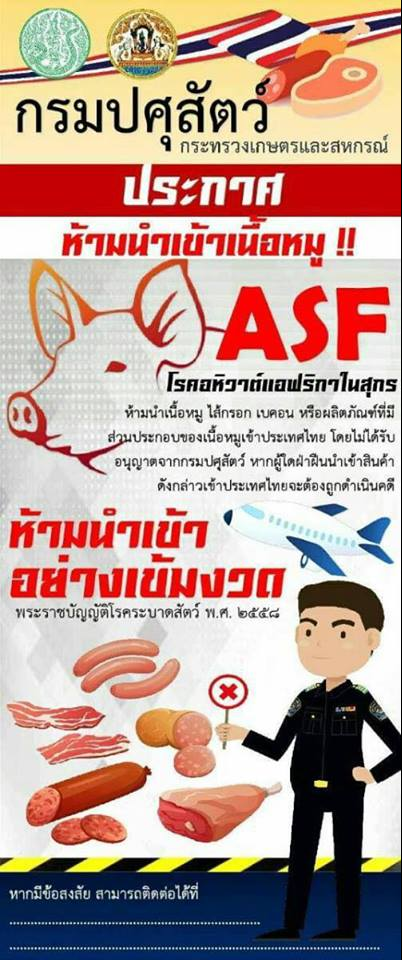 กรมปศุสัตว์
กระทรวงเกษตรและสหกรณ์
ประกาศ
ห้ามนำเข้าเนื้อหมู !!
ASF
โรคอหิวาต์แอฟริกาในสุกร
ห้ามนำเนื้อหมู ไส้กรอก เบคอน หรือผลิตภัณฑ์ที่มี
ส่วนประกอบของเนื้อหมูเข้าประเทศไทย โดยไม่ได้รับ
อนุญาตจากกรมปศุสัตว์ หากผู้ใดฝ่าฝืนนำเข้าสินค้า
ดังกล่าวเข้าประเทศไทยจะต้องถูกดำเนินคดี
ห้ามนำเข้า
อย่างเข้มงวด
พระราชบัญญัติโรคระบาดสัตว์ พ.ศ. ๒๕๕๘
หากมีข้อสงสัย สามารถติดต่อได้ที่